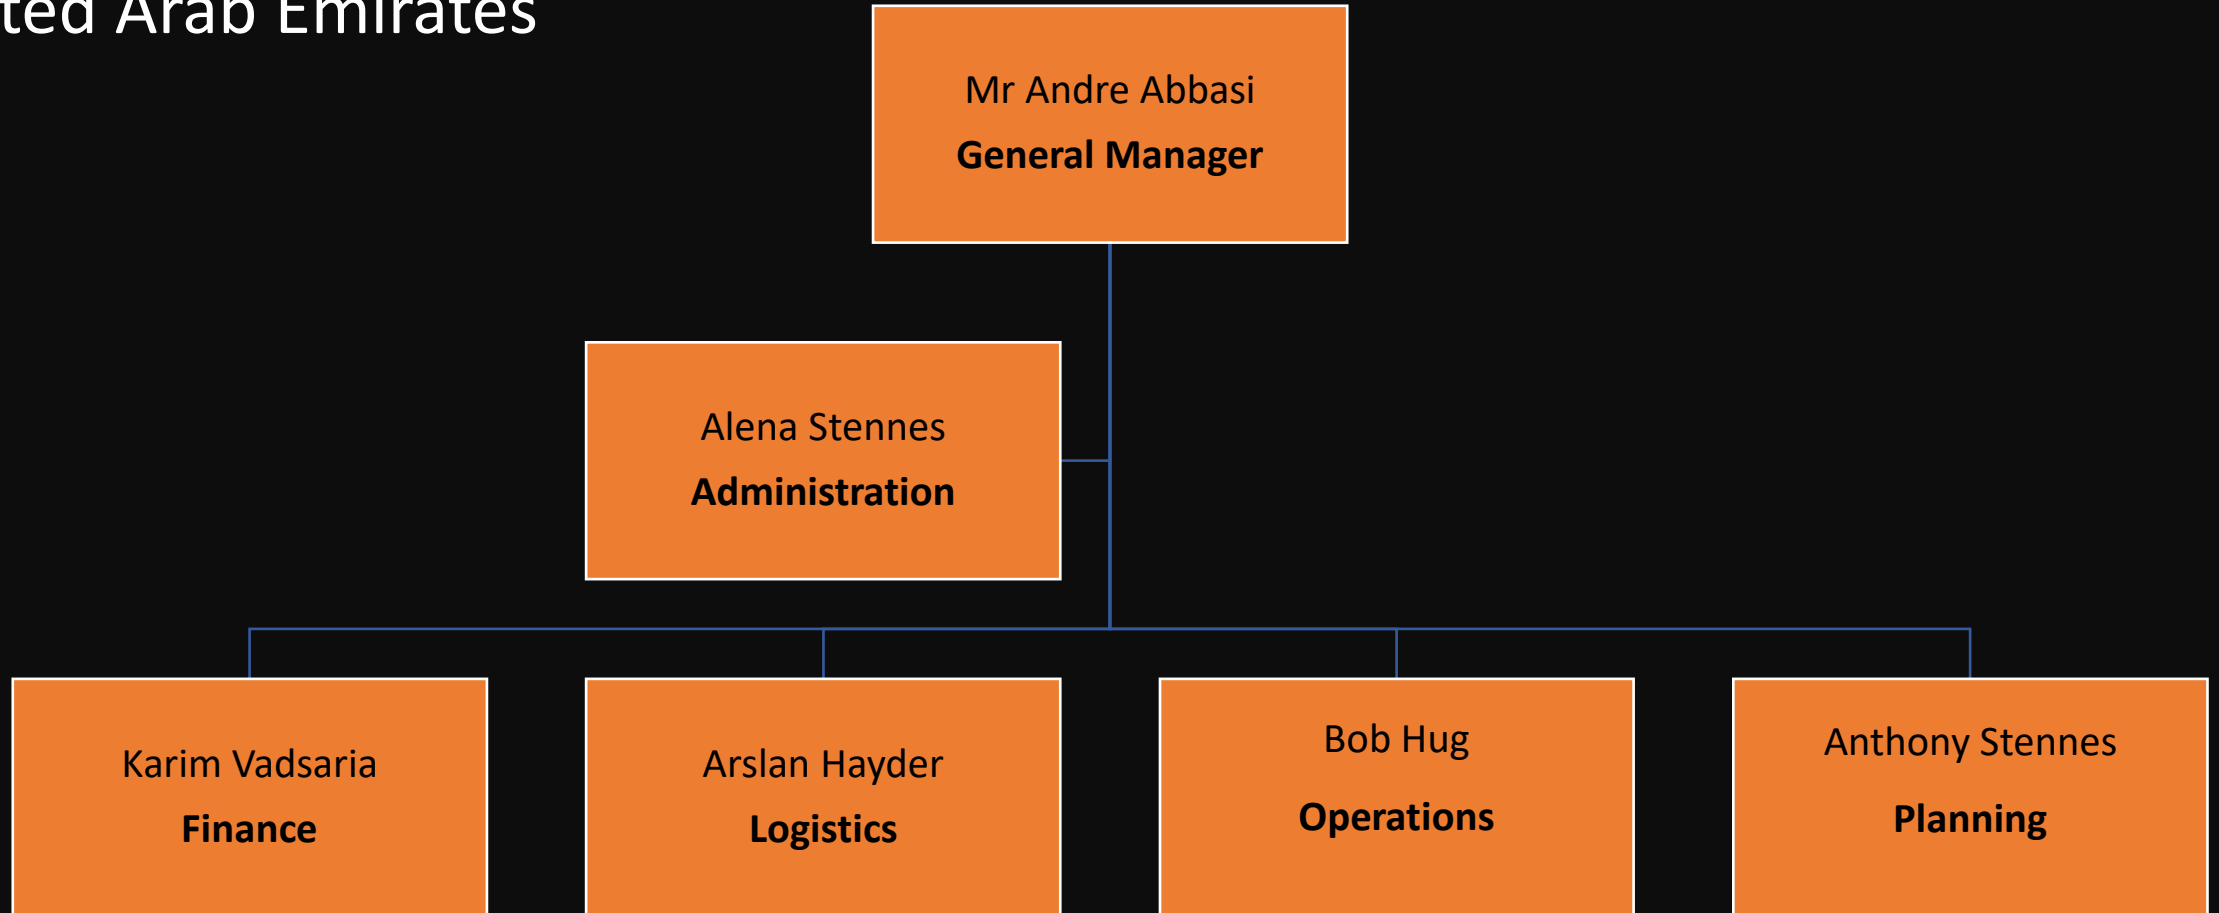 ted Arab Emirates
Mr Andre Abbasi
General Manager
Alena Stennes
Administration
Karim Vadsaria
Finance
Arslan Hayder
Logistics
Bob Hug
Operations
Anthony Stennes
Planning